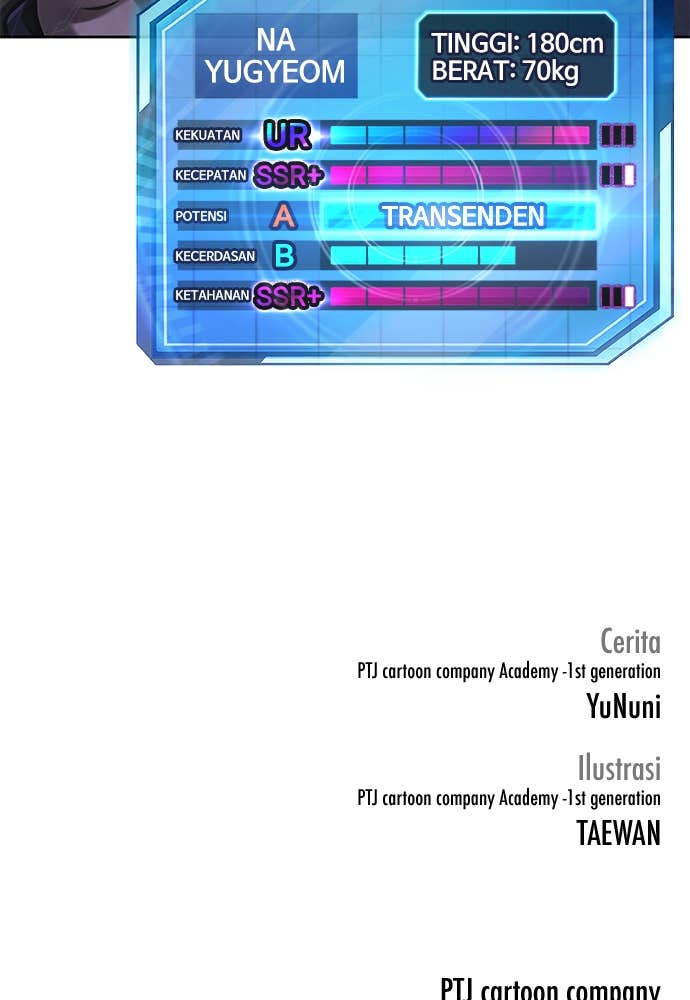 NA
YUGYEOM
TINGGI: 180cm
BERAT: 70kg
KEKUATAN UR
KECEPATAN SSR+
POTENSI A TRANSENDEN
KECERDASAN B
KETAHANAN SSR+
Cerita
PTJ cartoon company Academy -1st generation
YuNuni
Ilustrasi
PTJ cartoon company Academy -1st generation
TAEWAN
PTJ cartoon company